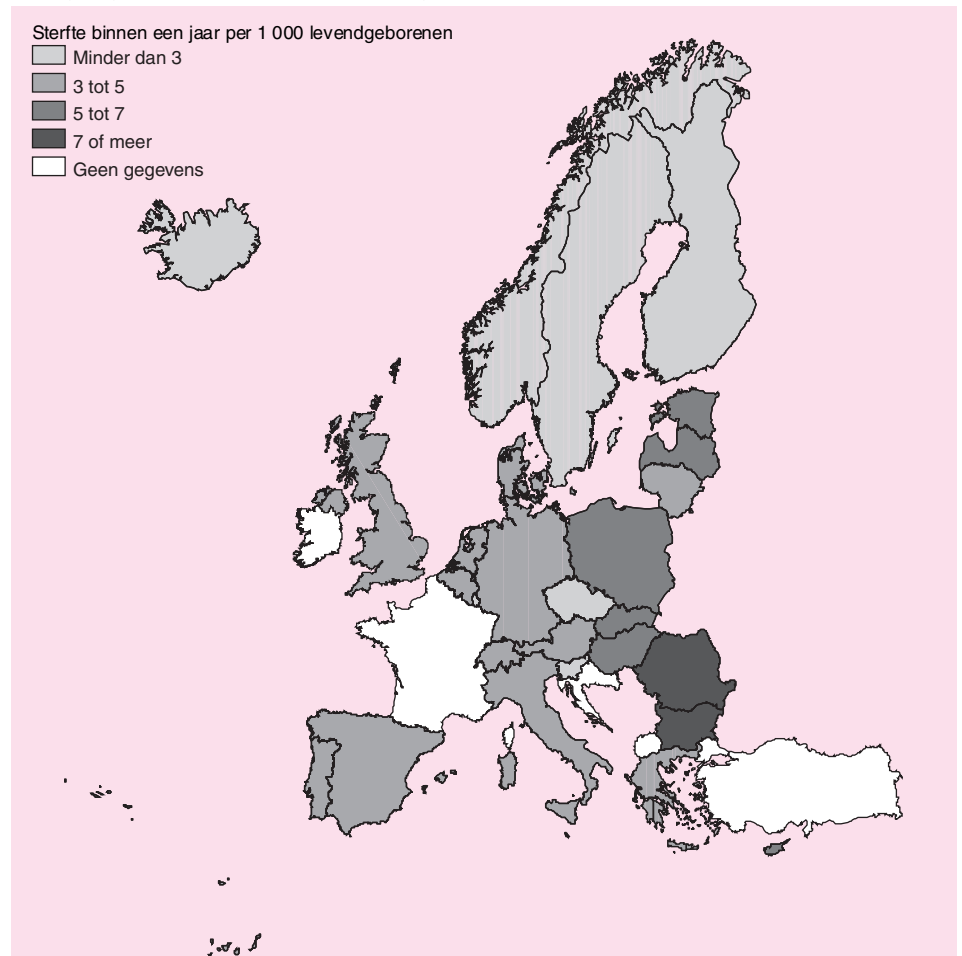 Sterfte binnen een jaar per 1 000 levendgeborenen
Minder dan 3
3 tot 5
5 tot 7
7 of meer
Geen gegevens